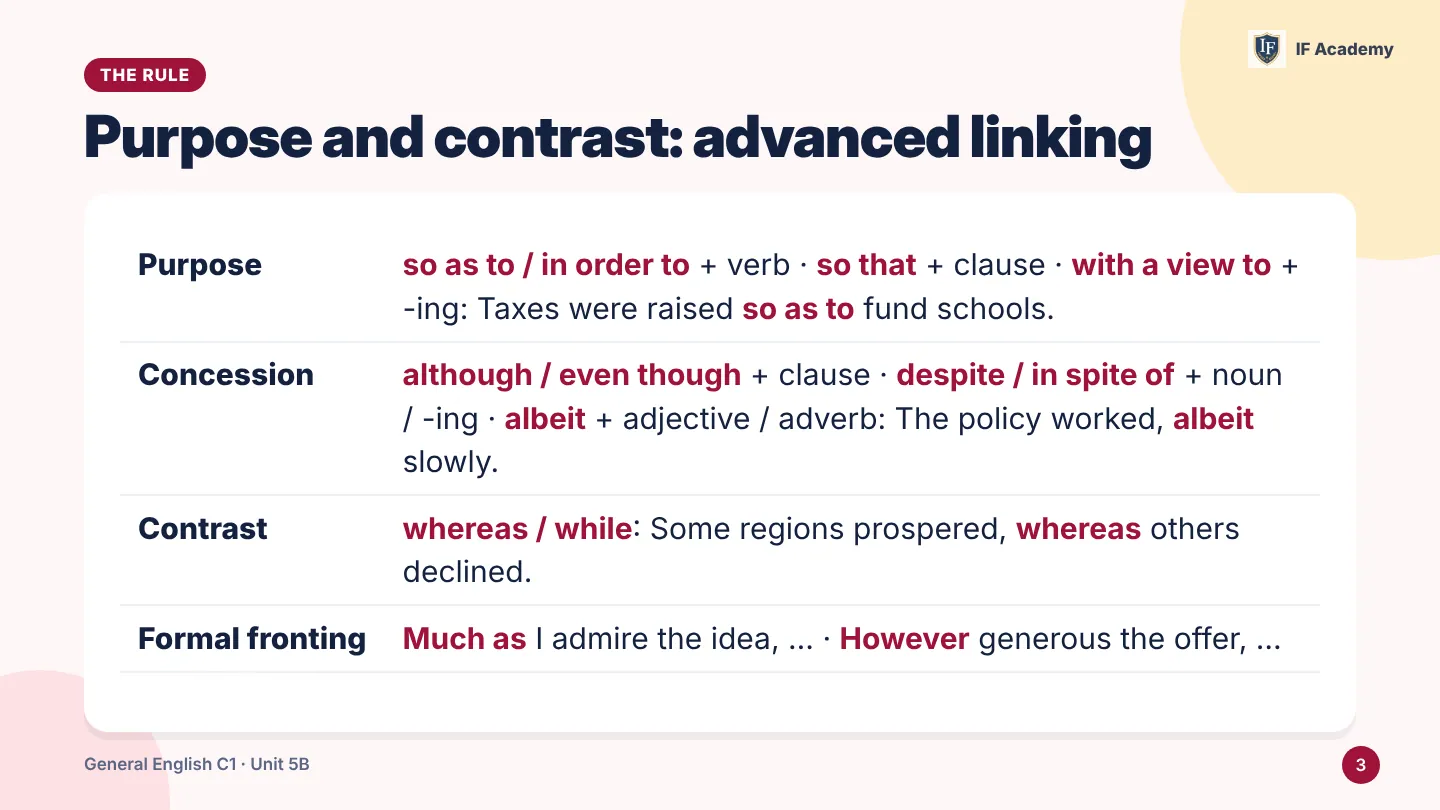 IF
IF Academy
THE RULE
Purpose and contrast: advanced linking
Purpose
so as to / in order to + verb · so that + clause · with a view to +
-ing: Taxes were raised so as to fund schools.
Concession
although / even though + clause · despite / in spite of + noun
/ -ing · albeit + adjective / adverb: The policy worked, albeit
slowly.
Contrast
whereas / while: Some regions prospered, whereas others
declined.
Formal fronting
Much as I admire the idea, … · However generous the offer, …
General English C1 · Unit 5B
3